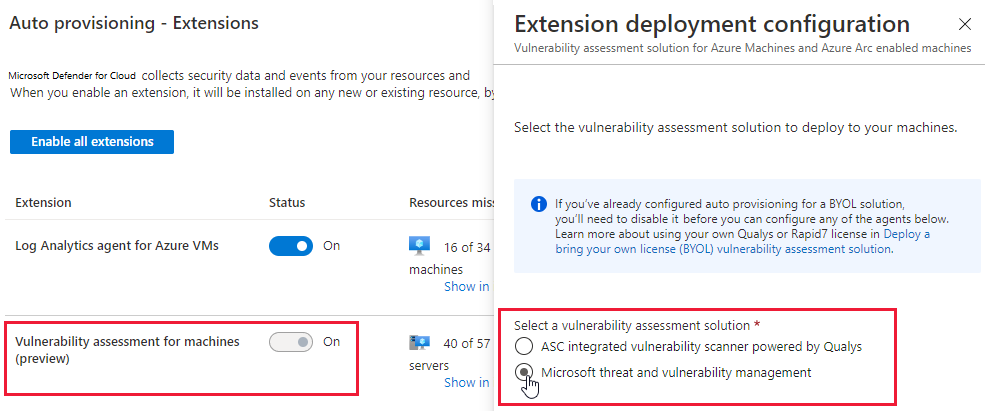 Auto provisioning - Extensions
Microsoft Defender for Cloud collects security data and events from your resources and
When you enable an extension, it will be installed on any new or existing resource, by
Enable all extensions
Extension Status Resources miss
Log Analytics agent for Azure VMs On 16 of 34
machines
Show in
Vulnerability assessment for machines
(preview) On 40 of 57
servers
Show in
Extension deployment configuration
Vulnerability assessment solution for Azure Machines and Azure Arc enabled machines
Select the vulnerability assessment solution to deploy to your machines.
If you've already configured auto provisioning for a BYOL solution,
you'll need to disable it before you can configure any of the agents below.
Learn more about using your own Qualys or Rapid7 license in Deploy a
bring your own license (BYOL) vulnerability assessment solution.
Select a vulnerability assessment solution *
ASC integrated vulnerability scanner powered by Qualys
Microsoft threat and vulnerability management